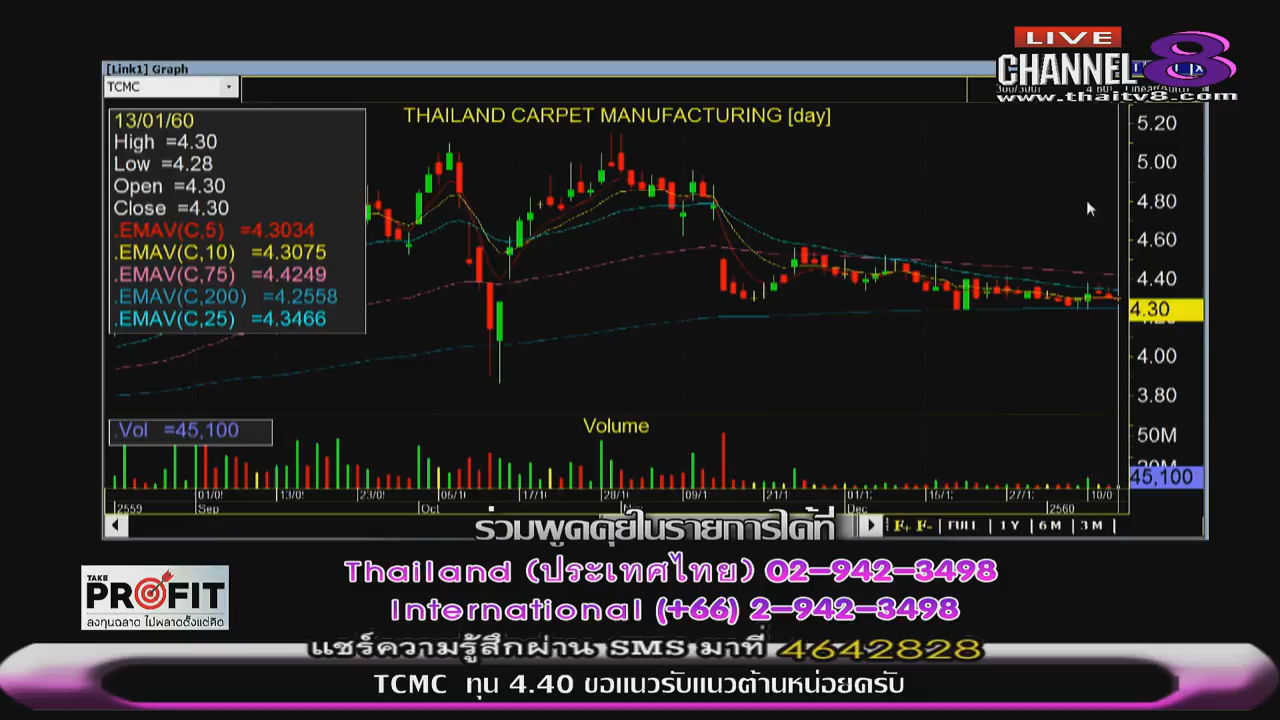 LIVE
CHANNEL 8
www.thaitv8.com
[Link1] Graph
TCMC
THAILAND CARPET MANUFACTURING [day]
13/01/60
High =4.30
Low =4.28
Open =4.30
Close =4.30
.EMAV(C,5) =4.3034
.EMAV(C,10) =4.3075
.EMAV(C,75) =4.4249
.EMAV(C,200) =4.2558
.EMAV(C,25) =4.3466
5.20
5.00
4.80
4.60
4.40
4.30
4.00
3.80
.Vol =45,100
Volume
50M
45,100
2559 Sep Oct Dec 2560
รวมพูดคุยในรายการได้ที่
F+ F- FULL 1 Y 6 M 3 M
Thailand (ประเทศไทย) 02-942-3498
International (+66) 2-942-3498
TAKE
PROFIT
ลงทุนฉลาด ไม่พลาดตั้งแต่คิด
แชร์ความรู้สึกผ่าน SMS มาที่ 4642828
TCMC ทุน 4.40 ขอแนวรับแนวต้านหน่อยครับ